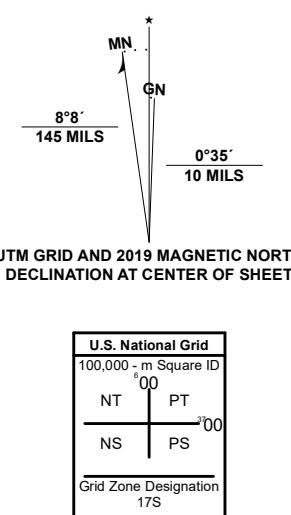 ★
MN
GN
8°8´
145 MILS
0°35´
10 MILS
UTM GRID AND 2019 MAGNETIC NORT
DECLINATION AT CENTER OF SHEET
U.S. National Grid
100,000 - m Square ID
600
NT PT
3700
NS PS
Grid Zone Designation
17S